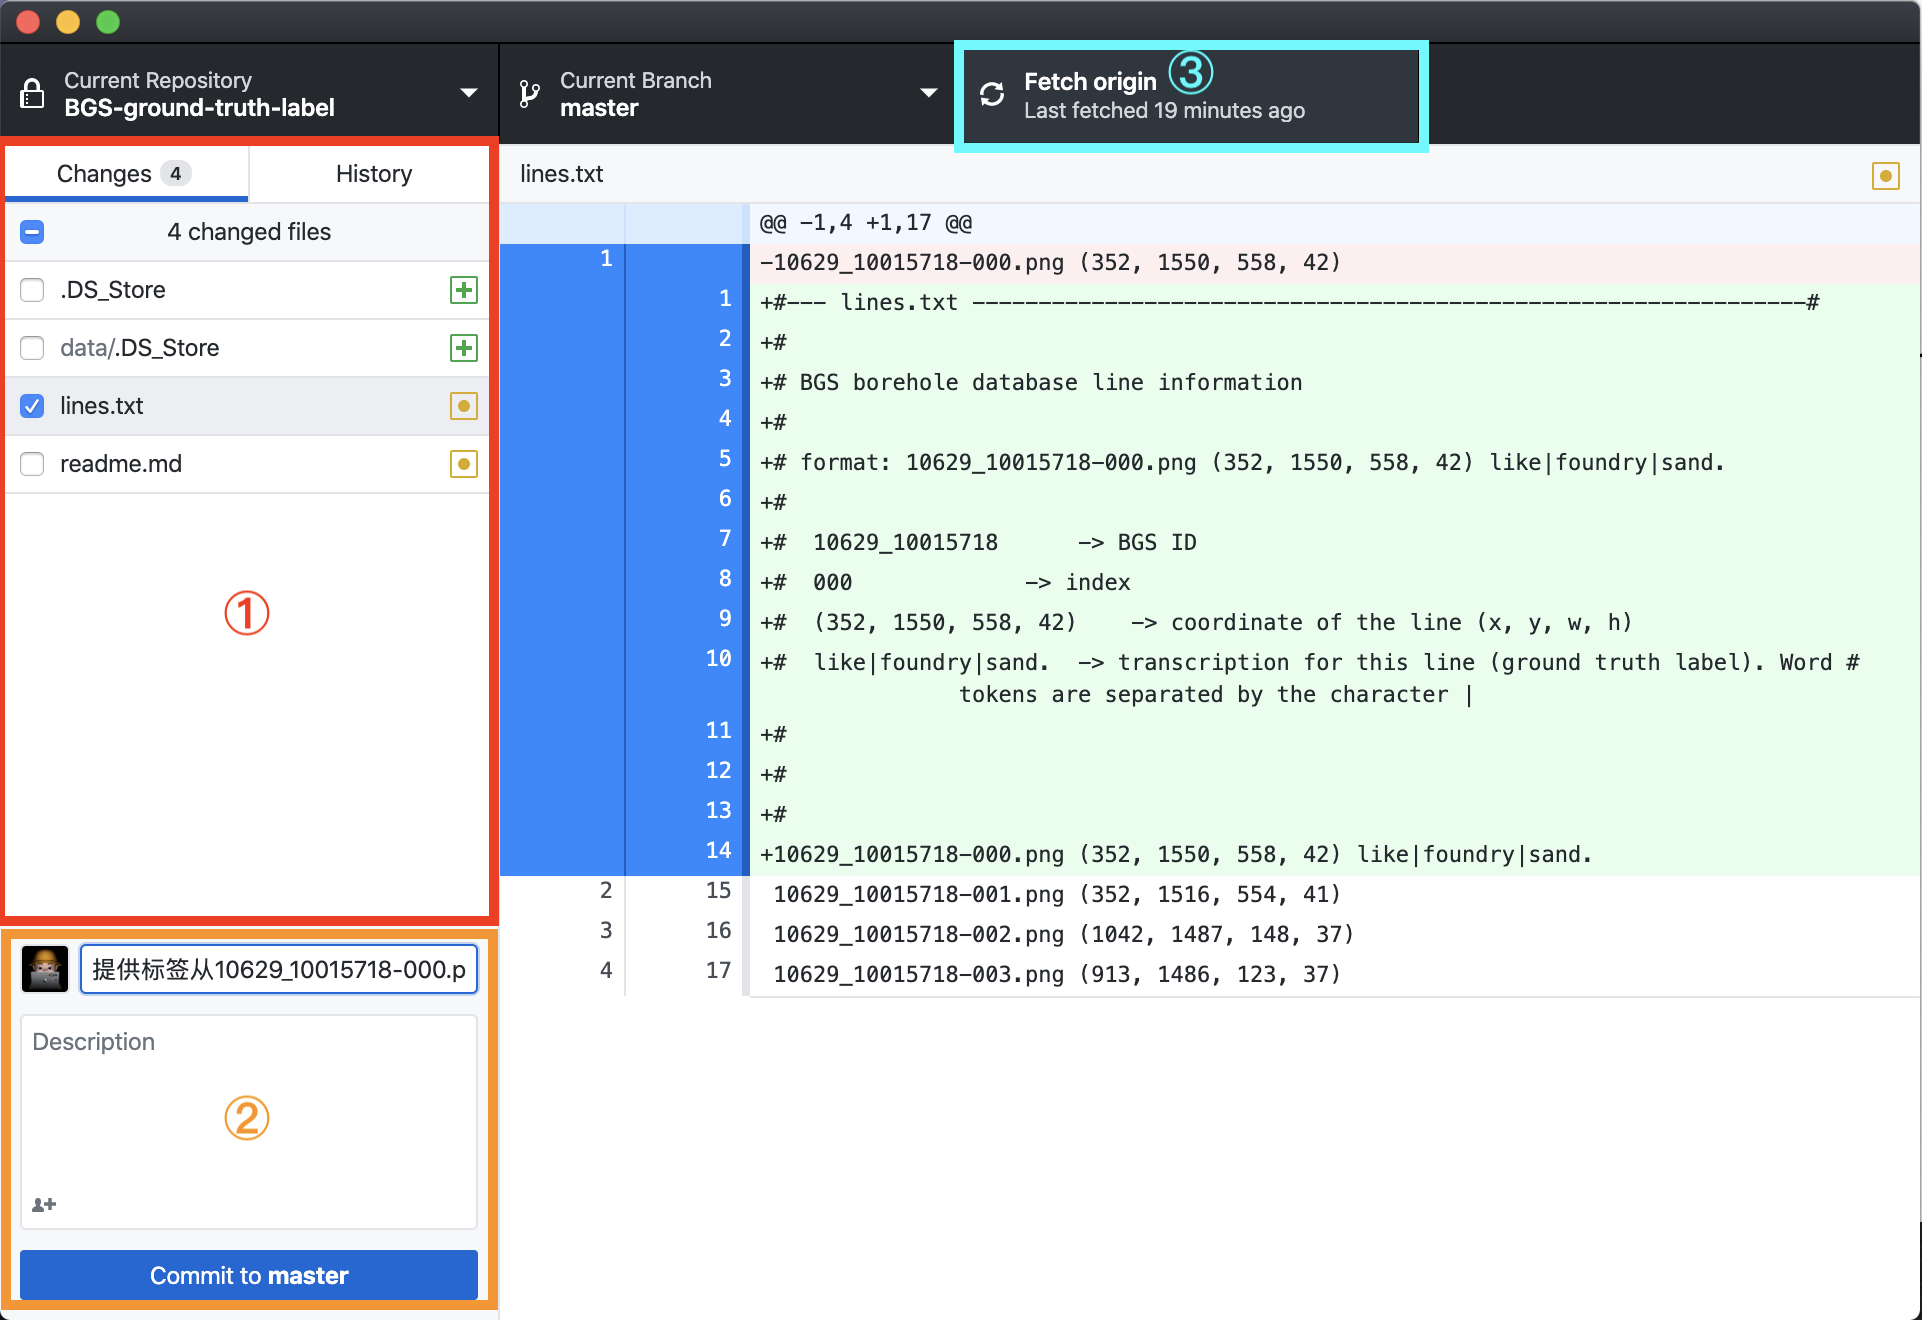 Current Repository
BGS-ground-truth-label
Current Branch
master
Fetch origin
③
Last fetched 19 minutes ago
Changes 4
History
4 changed files
.DS_Store
data/.DS_Store
lines.txt
readme.md
①
提供标签从10629_10015718-000.p
Description
②
Commit to master
lines.txt
@@ -1,4 +1,17 @@
1 -10629_10015718-000.png (352, 1550, 558, 42)
1 +#--- lines.txt ---------------------------------------------------------------#
2 +#
3 +# BGS borehole database line information
4 +#
5 +# format: 10629_10015718-000.png (352, 1550, 558, 42) like|foundry|sand.
6 +#
7 +#  10629_10015718      -> BGS ID
8 +#  000             -> index
9 +#  (352, 1550, 558, 42)    -> coordinate of the line (x, y, w, h)
10 +#  like|foundry|sand.  -> transcription for this line (ground truth label). Word #
tokens are separated by the character |
11 +#
12 +#
13 +#
14 +10629_10015718-000.png (352, 1550, 558, 42) like|foundry|sand.
2 15 10629_10015718-001.png (352, 1516, 554, 41)
3 16 10629_10015718-002.png (1042, 1487, 148, 37)
4 17 10629_10015718-003.png (913, 1486, 123, 37)